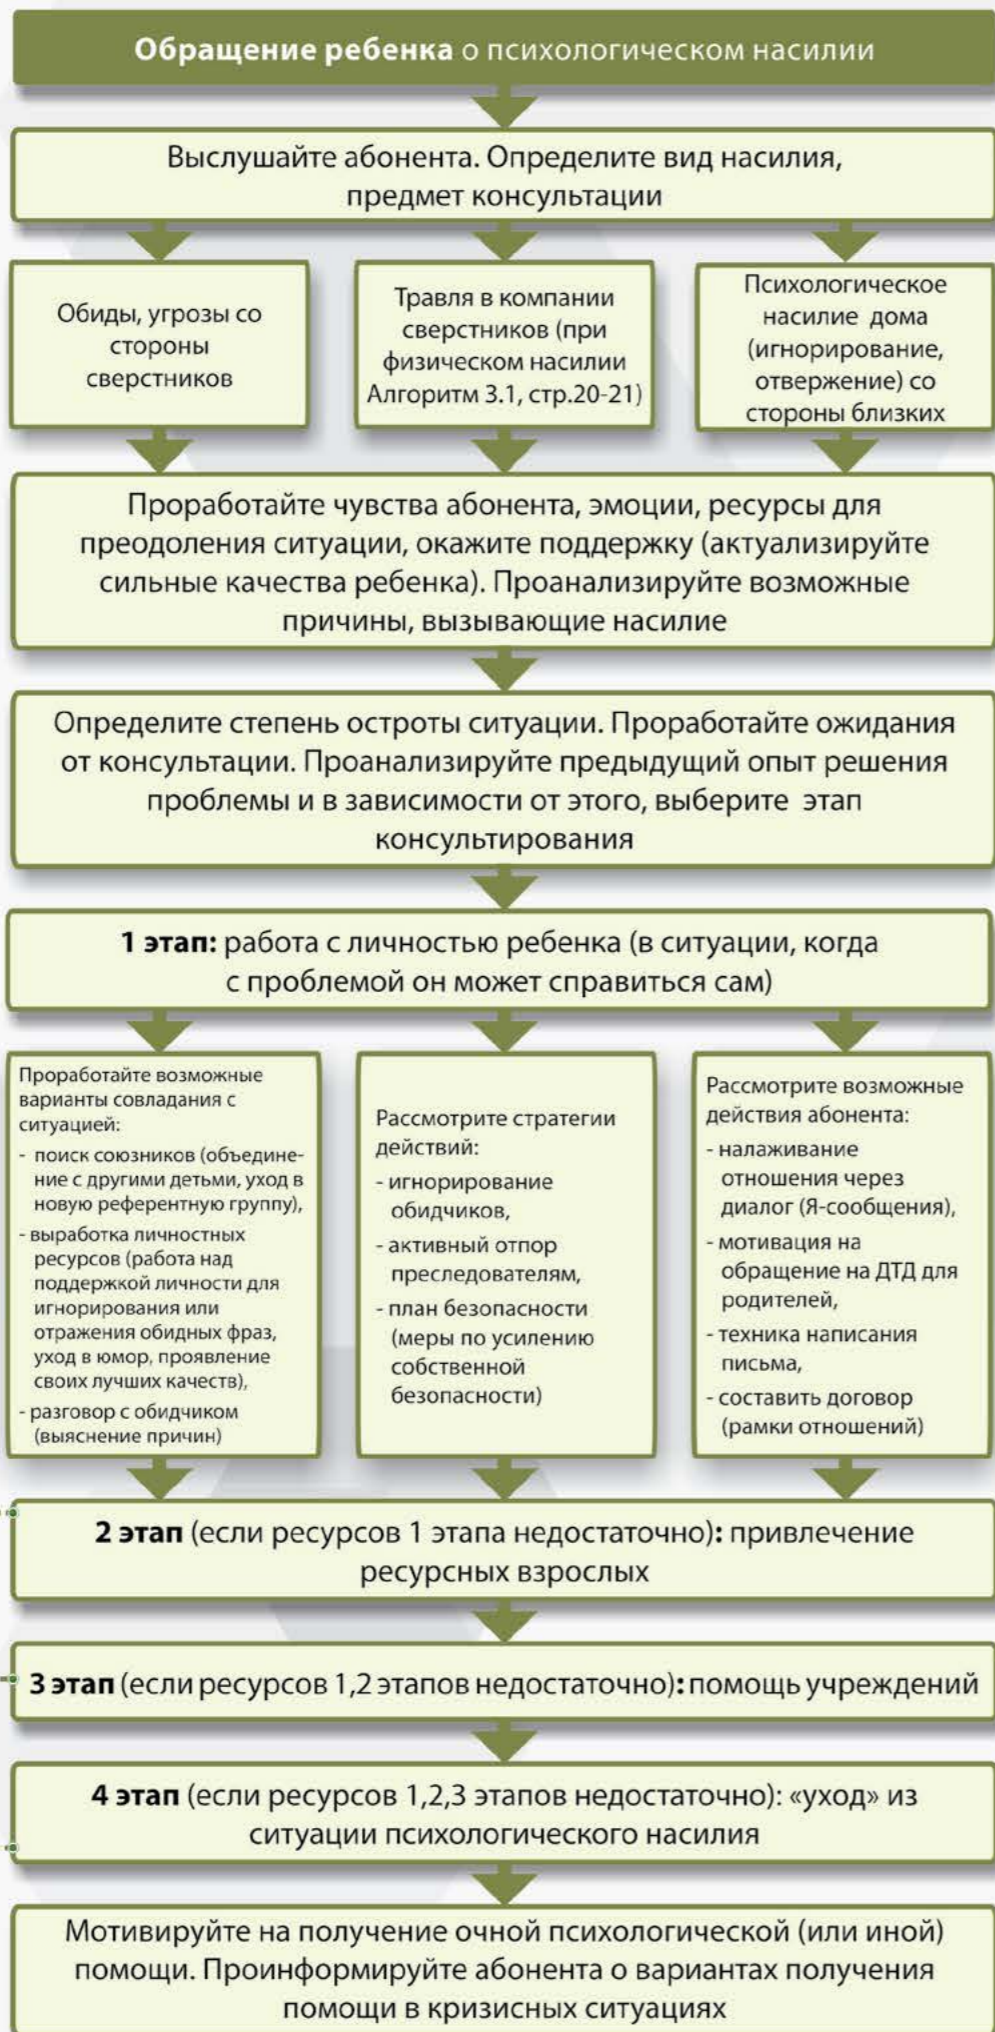 Обращение ребенка о психологическом насилии
Выслушайте абонента. Определите вид насилия,
предмет консультации
Обиды, угрозы со
стороны
сверстников
Травля в компании
сверстников (при
физическом насилии
Алгоритм 3.1, стр.20-21)
Психологическое
насилие дома
(игнорирование,
отвержение) со
стороны близких
Проработайте чувства абонента, эмоции, ресурсы для
преодоления ситуации, окажите поддержку (актуализируйте
сильные качества ребенка). Проанализируйте возможные
причины, вызывающие насилие
Определите степень остроты ситуации. Проработайте ожидания
от консультации. Проанализируйте предыдущий опыт решения
проблемы и в зависимости от этого, выберите этап
консультирования
1 этап: работа с личностью ребенка (в ситуации, когда
с проблемой он может справиться сам)
Проработайте возможные
варианты совладания с
ситуацией:
- поиск союзников (объедине-
ние с другими детьми, уход в
новую референтную группу),
- выработка личностных
ресурсов (работа над
поддержкой личности для
игнорирования или
отражения обидных фраз,
уход в юмор, проявление
своих лучших качеств),
- разговор с обидчиком
(выяснение причин)
Рассмотрите стратегии
действий:
- игнорирование
обидчиков,
- активный отпор
преследователям,
- план безопасности
(меры по усилению
собственной
безопасности)
Рассмотрите возможные
действия абонента:
- налаживание
отношения через
диалог (Я-сообщения),
- мотивация на
обращение на ДТД для
родителей,
- техника написания
письма,
- составить договор
(рамки отношений)
2 этап (если ресурсов 1 этапа недостаточно): привлечение
ресурсных взрослых
3 этап (если ресурсов 1,2 этапов недостаточно): помощь учреждений
4 этап (если ресурсов 1,2,3 этапов недостаточно): «уход» из
ситуации психологического насилия
Мотивируйте на получение очной психологической (или иной)
помощи. Проинформируйте абонента о вариантах получения
помощи в кризисных ситуациях